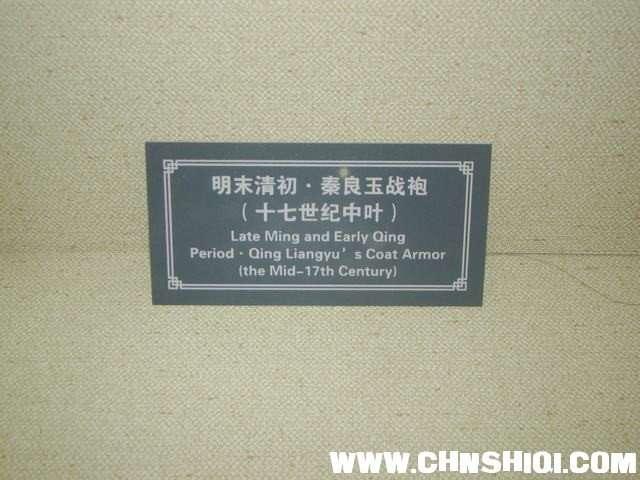 明末清初·秦良玉战袍
（十七世纪中叶）
Late Ming and Early Qing
Period·Qing Liangyu's Coat Armor
(the Mid-17th Century)
WWW.CHNSHIQI.COM